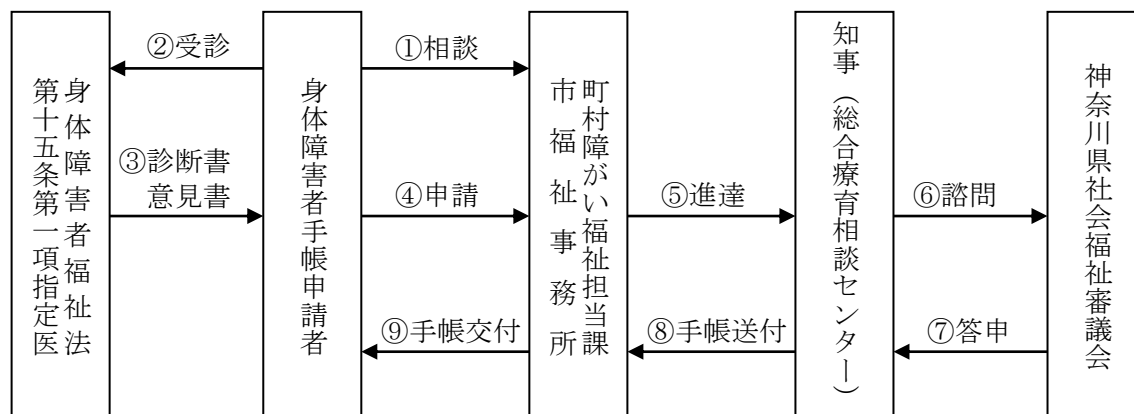 身体障害者福祉法
第十五条第一項指定医
②受診
③診断書
意見書
身体障害者手帳申請者
①相談
④申請
⑨手帳交付
町村障がい福祉担当課
市福祉事務所
⑤進達
⑧手帳送付
知事（総合療育相談センター）
⑥諮問
⑦答申
神奈川県社会福祉審議会